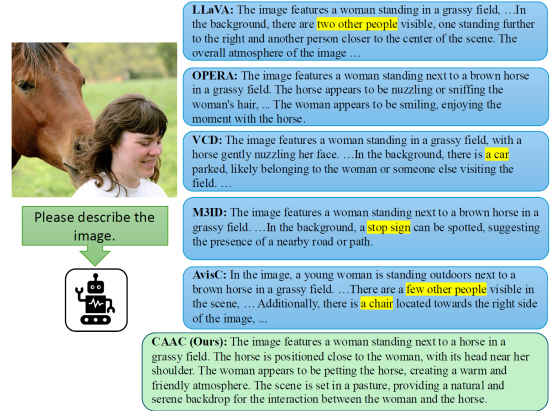 LLaVA: The image features a woman standing in a grassy field, …In
the background, there are two other people visible, one standing further
to the right and another person closer to the center of the scene. The
overall atmosphere of the image …
OPERA: The image features a woman standing next to a brown horse
in a grassy field. The horse appears to be nuzzling or sniffing the
woman's hair, ... The woman appears to be smiling, enjoying the
moment with the horse.
VCD: The image features a woman standing in a grassy field, with a
horse gently nuzzling her face. …In the background, there is a car
parked, likely belonging to the woman or someone else visiting the
field. …
Please describe the
image.
M3ID: The image features a woman standing next to a brown horse in a
grassy field. …In the background, a stop sign can be spotted, suggesting
the presence of a nearby road or path.
AvisC: In the image, a young woman is standing outdoors next to a
brown horse in a grassy field. …There are a few other people visible in
the scene, … Additionally, there is a chair located towards the right side
of the image, ...
CAAC (Ours): The image features a woman standing next to a horse in a
grassy field. The horse is positioned close to the woman, with its head near her
shoulder. The woman appears to be petting the horse, creating a warm and
friendly atmosphere. The scene is set in a pasture, providing a natural and
serene backdrop for the interaction between the woman and the horse.